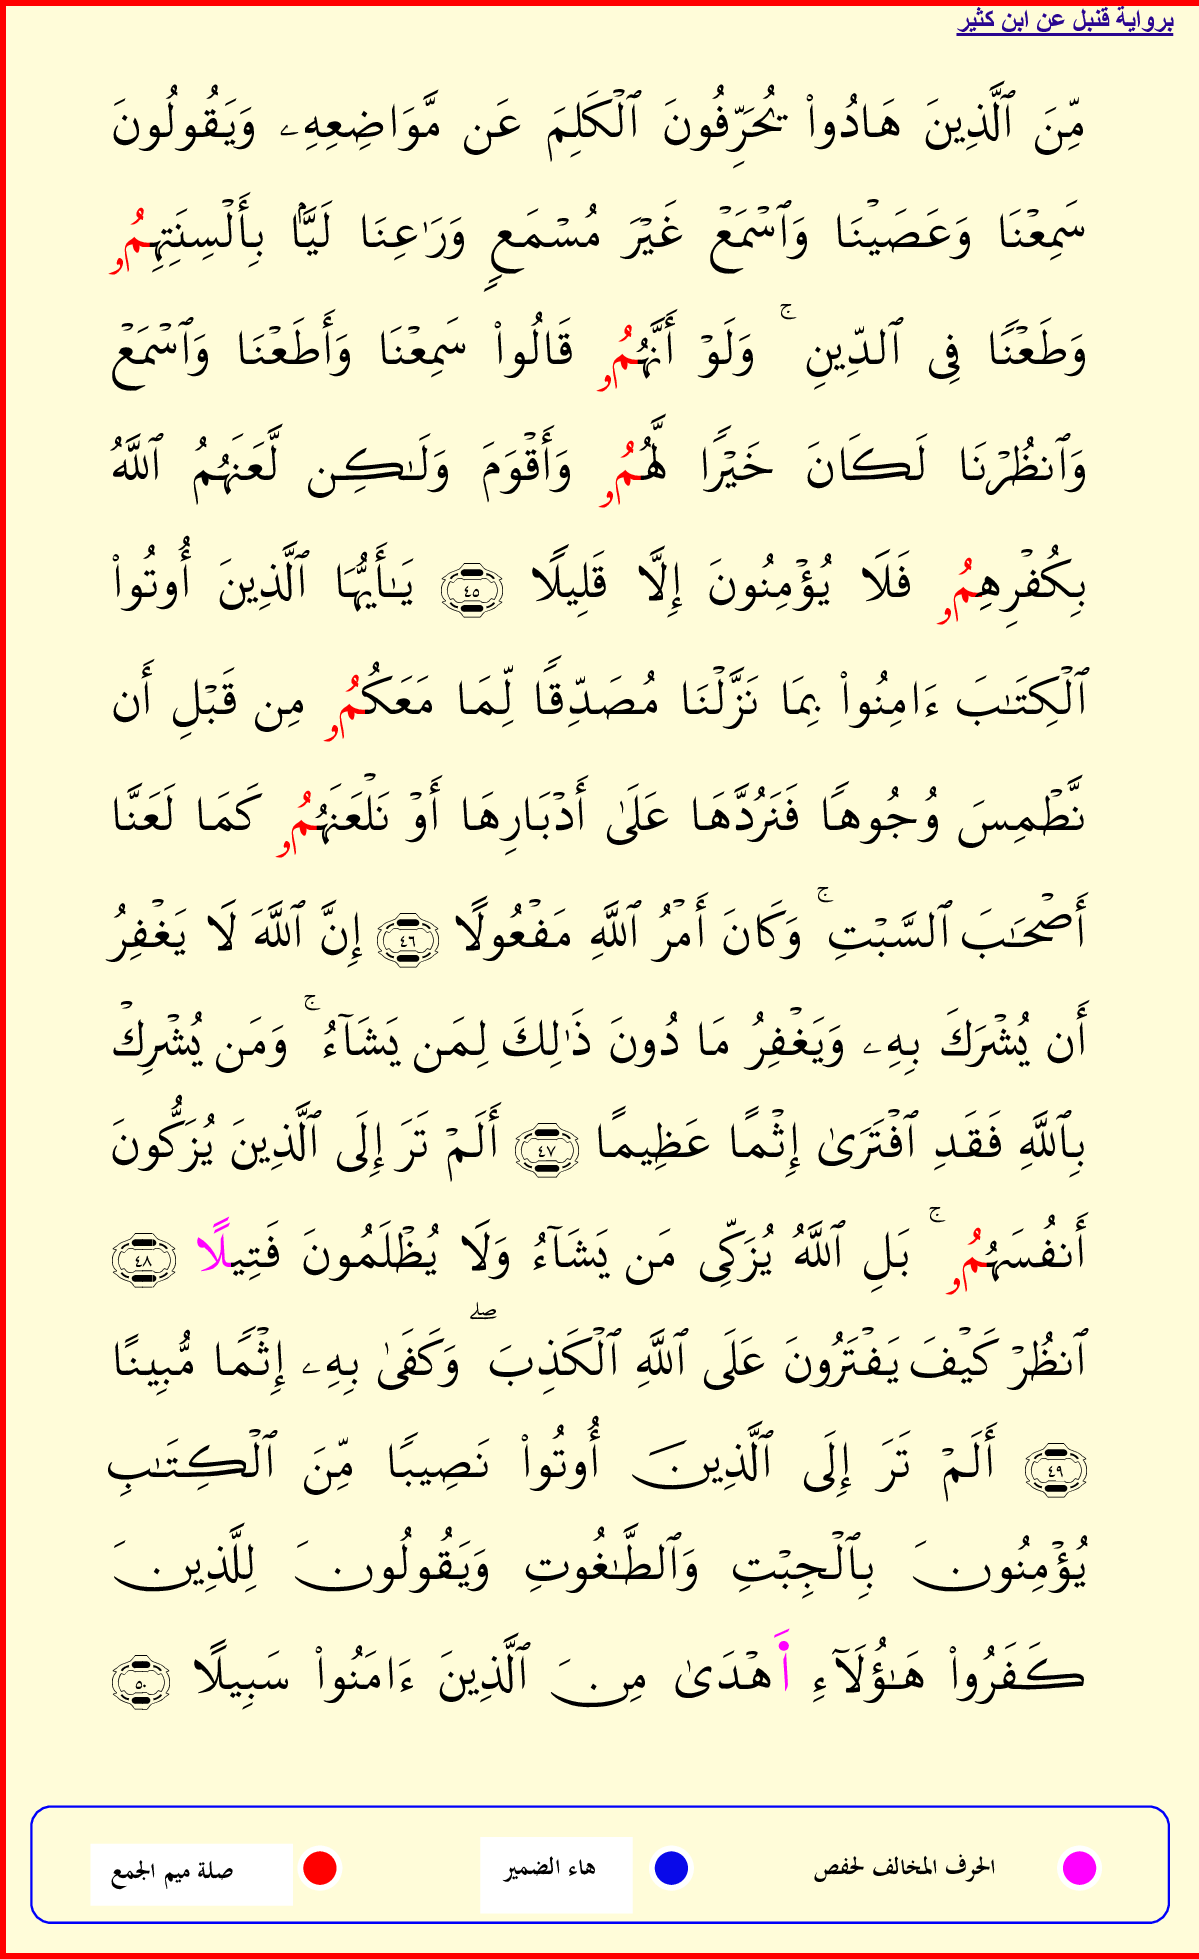 برواية قنبل عن ابن كثير
مِّنَ ٱلَّذِينَ هَادُوا۟ يُحَرِّفُونَ ٱلْكَلِمَ عَن مَّوَاضِعِهِۦ وَيَقُولُونَ
سَمِعْنَا وَعَصَيْنَا وَٱسْمَعْ غَيْرَ مُسْمَعٍ وَرَٰعِنَا لَيًّۢا بِأَلْسِنَتِهِمُۥ
وَطَعْنًا فِى ٱلدِّينِ ۚ وَلَوْ أَنَّهُمُۥ قَالُوا۟ سَمِعْنَا وَأَطَعْنَا وَٱسْمَعْ
وَٱنظُرْنَا لَكَانَ خَيْرًا لَّهُمُۥ وَأَقْوَمَ وَلَـٰكِن لَّعَنَهُمُ ٱللَّهُ
بِكُفْرِهِمُۥ فَلَا يُؤْمِنُونَ إِلَّا قَلِيلًا ٤٥ يَـٰأَيُّهَا ٱلَّذِينَ أُوتُوا۟
ٱلْكِتَـٰبَ ءَامِنُوا۟ بِمَا نَزَّلْنَا مُصَدِّقًا لِّمَا مَعَكُمُۥ مِن قَبْلِ أَن
نَّطْمِسَ وُجُوهًا فَنَرُدَّهَا عَلَىٰ أَدْبَارِهَا أَوْ نَلْعَنَهُمُۥ كَمَا لَعَنَّا
أَصْحَـٰبَ ٱلسَّبْتِ ۚ وَكَانَ أَمْرُ ٱللَّهِ مَفْعُولًا ٤٦ إِنَّ ٱللَّهَ لَا يَغْفِرُ
أَن يُشْرَكَ بِهِۦ وَيَغْفِرُ مَا دُونَ ذَٰلِكَ لِمَن يَشَآءُ ۚ وَمَن يُشْرِكْ
بِٱللَّهِ فَقَدِ ٱفْتَرَىٰ إِثْمًا عَظِيمًا ٤٧ أَلَمْ تَرَ إِلَى ٱلَّذِينَ يُزَكُّونَ
أَنفُسَهُمُۥ ۚ بَلِ ٱللَّهُ يُزَكِّى مَن يَشَآءُ وَلَا يُظْلَمُونَ فَتِيلًا ٤٨
ٱنظُرْ كَيْفَ يَفْتَرُونَ عَلَى ٱللَّهِ ٱلْكَذِبَ ۖ وَكَفَىٰ بِهِۦ إِثْمًا مُّبِينًا
٤٩ أَلَمْ تَرَ إِلَى ٱلَّذِينَ أُوتُوا۟ نَصِيبًا مِّنَ ٱلْكِتَـٰبِ
يُؤْمِنُونَ بِٱلْجِبْتِ وَٱلطَّـٰغُوتِ وَيَقُولُونَ لِلَّذِينَ
كَفَرُوا۟ هَـٰؤُلَآءِ أَهْدَىٰ مِنَ ٱلَّذِينَ ءَامَنُوا۟ سَبِيلًا ٥٠
الحرف المخالف لحفص هاء الضمير صلة ميم الجمع